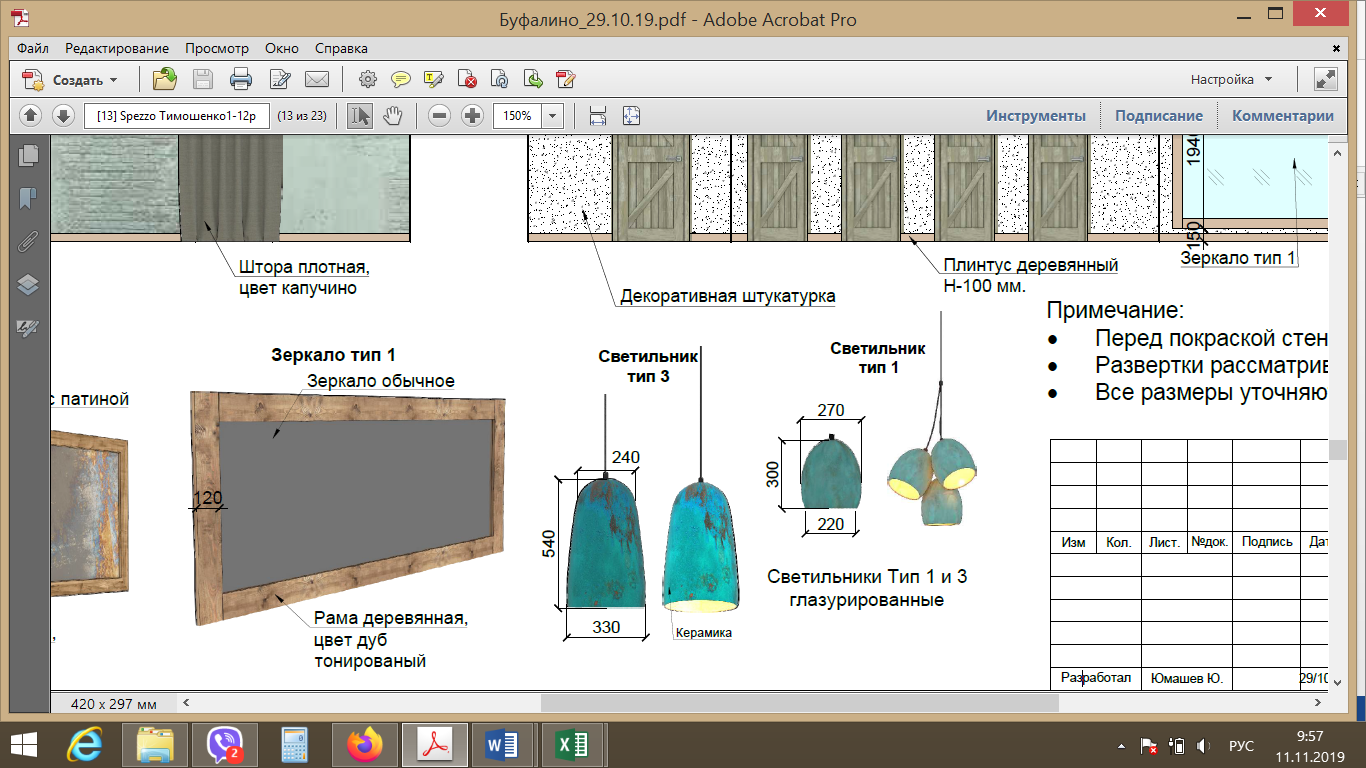 Буфалино_29.10.19.pdf - Adobe Acrobat Pro
Файл Редактирование Просмотр Окно Справка
Создать
Настройка
[13] Spezzo Тимошенко1-12р (13 из 23) 150% Инструменты Подписание Комментарии
1940
150
Штора плотная,
цвет капучино
Декоративная штукатурка
Плинтус деревянный
Н-100 мм.
Зеркало тип 1
Примечание:
• Перед покраской стен
• Развертки рассматрив
• Все размеры уточняю
с патиной
Зеркало тип 1
Зеркало обычное
120
Рама деревянная,
цвет дуб
тонированый
Светильник
тип 3
240
540
330
Керамика
Светильник
тип 1
270
300
220
Светильники Тип 1 и 3
глазурированные
Изм Кол. Лист. №док. Подпись Дат
Разработал Юмашев Ю. 29/10
420 x 297 мм
2
РУС
9:57
11.11.2019